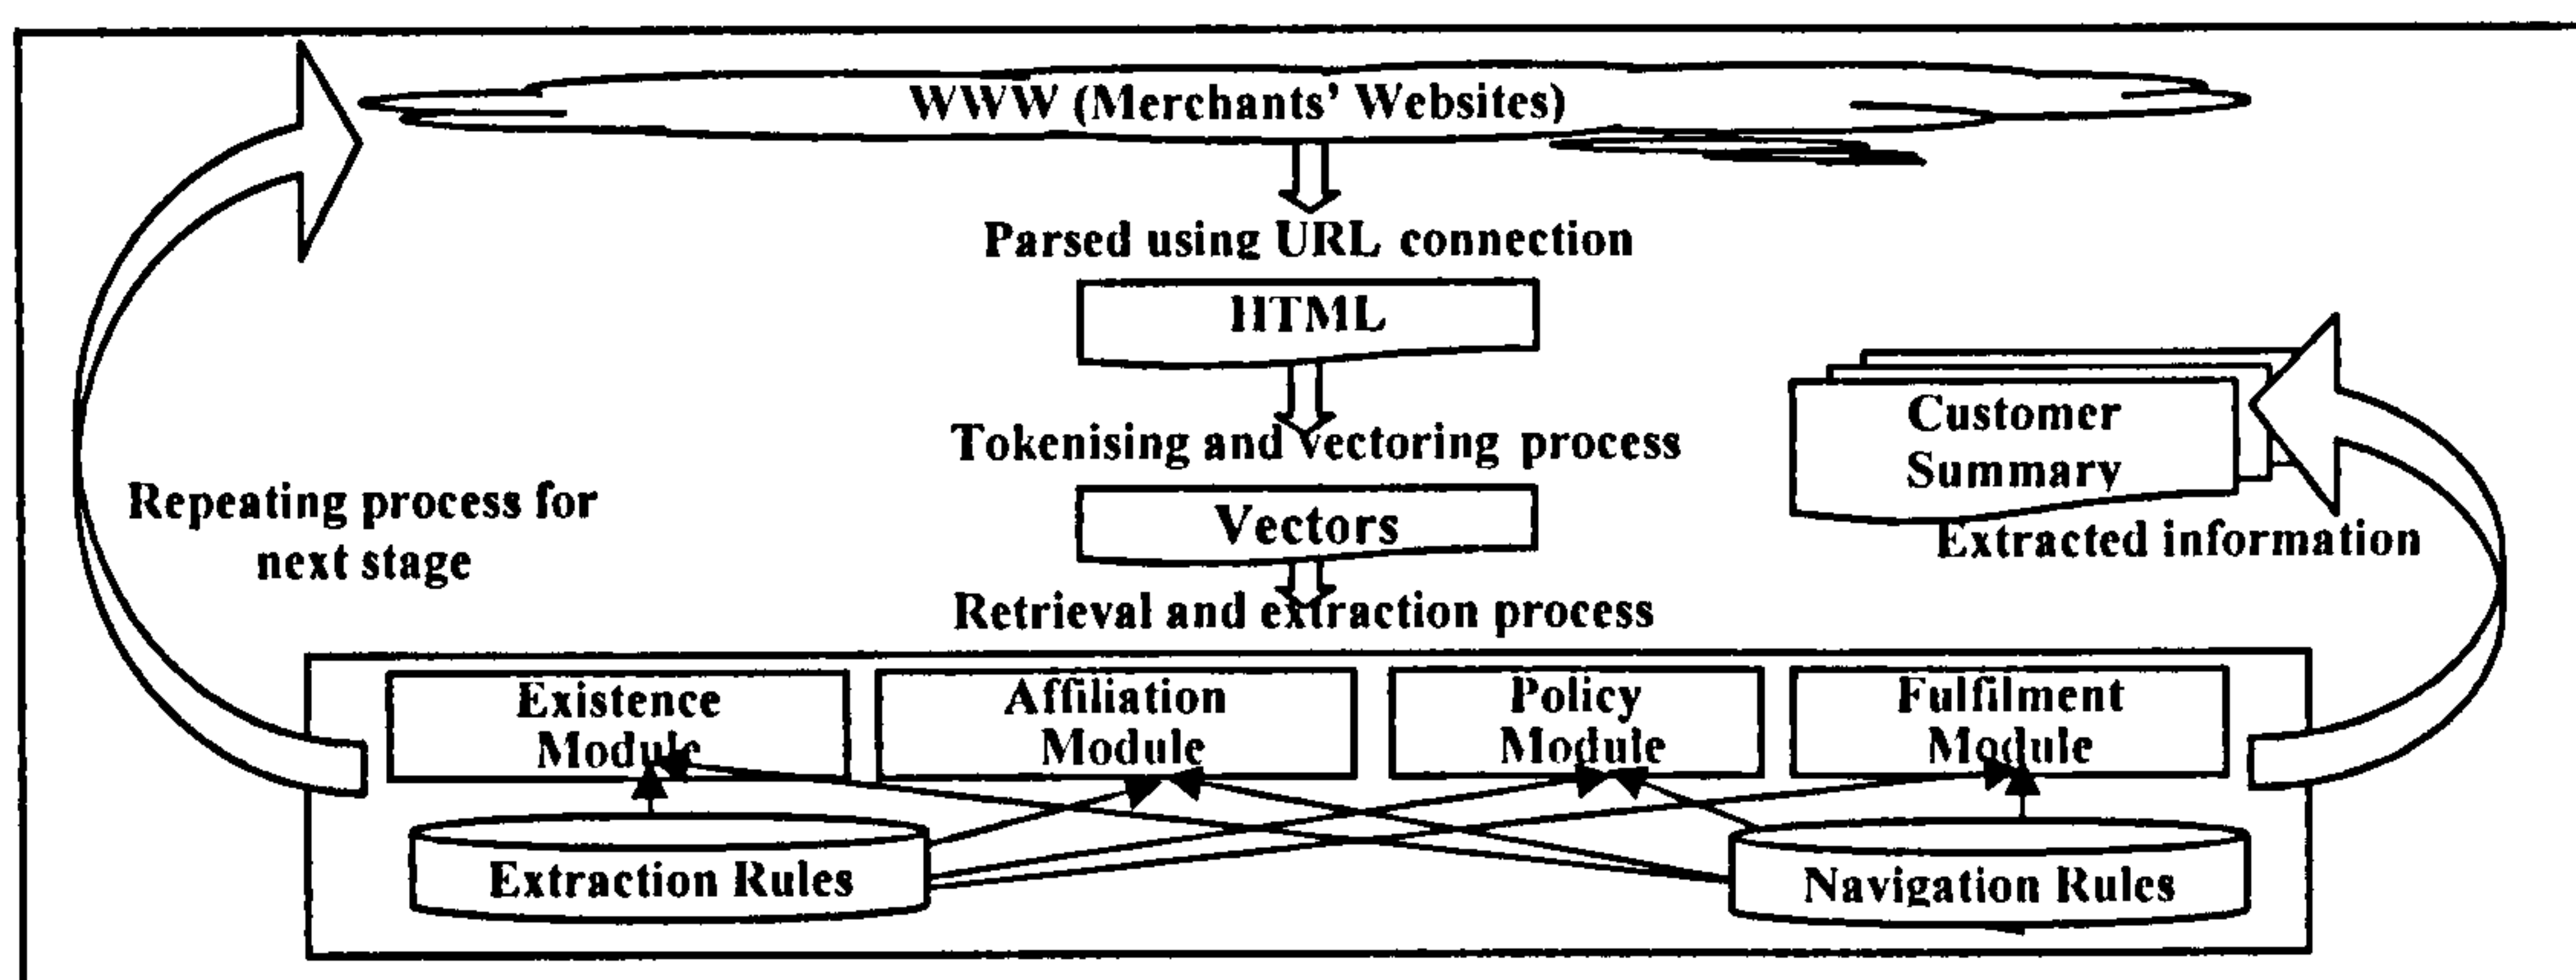 WWW (Merchants' Websites)
Parsed using URL connection
HTML
Tokenising and vectoring process
Customer
Summary
Vectors
Repeating process for
next stage
Extracted information
Retrieval and extraction process
Existence
Module
Affiliation
Module
Policy
Module
Fulfilment
Module
Extraction Rules
Navigation Rules